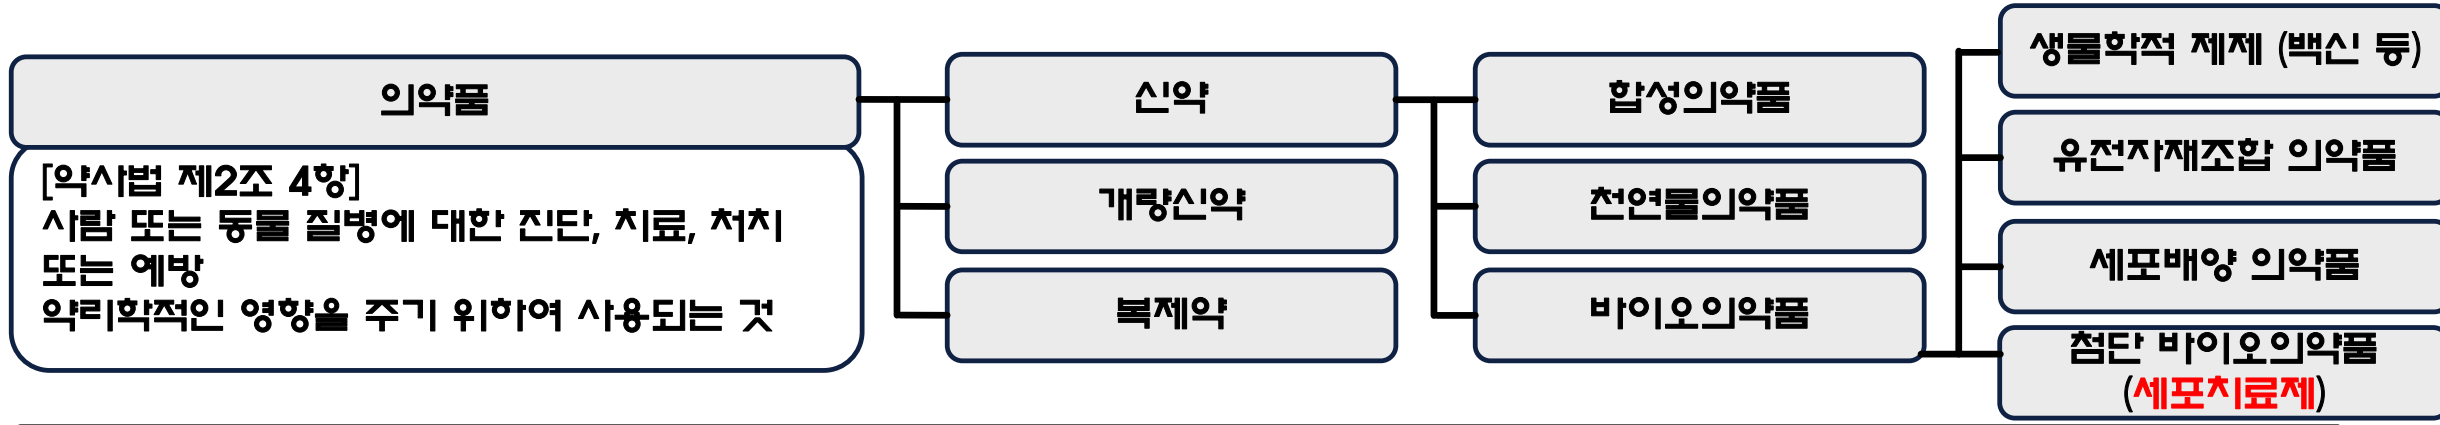 의약품
[약사법 제2조 4항]
사람 또는 동물 질병에 대한 진단, 치료, 처치
또는 예방
약리학적인 영향을 주기 위하여 사용되는 것
신약
개량신약
복제약
합성의약품
천연물의약품
바이오의약품
생물학적 제제 (백신 등)
유전자재조합 의약품
세포배양 의약품
첨단 바이오의약품
(세포치료제)